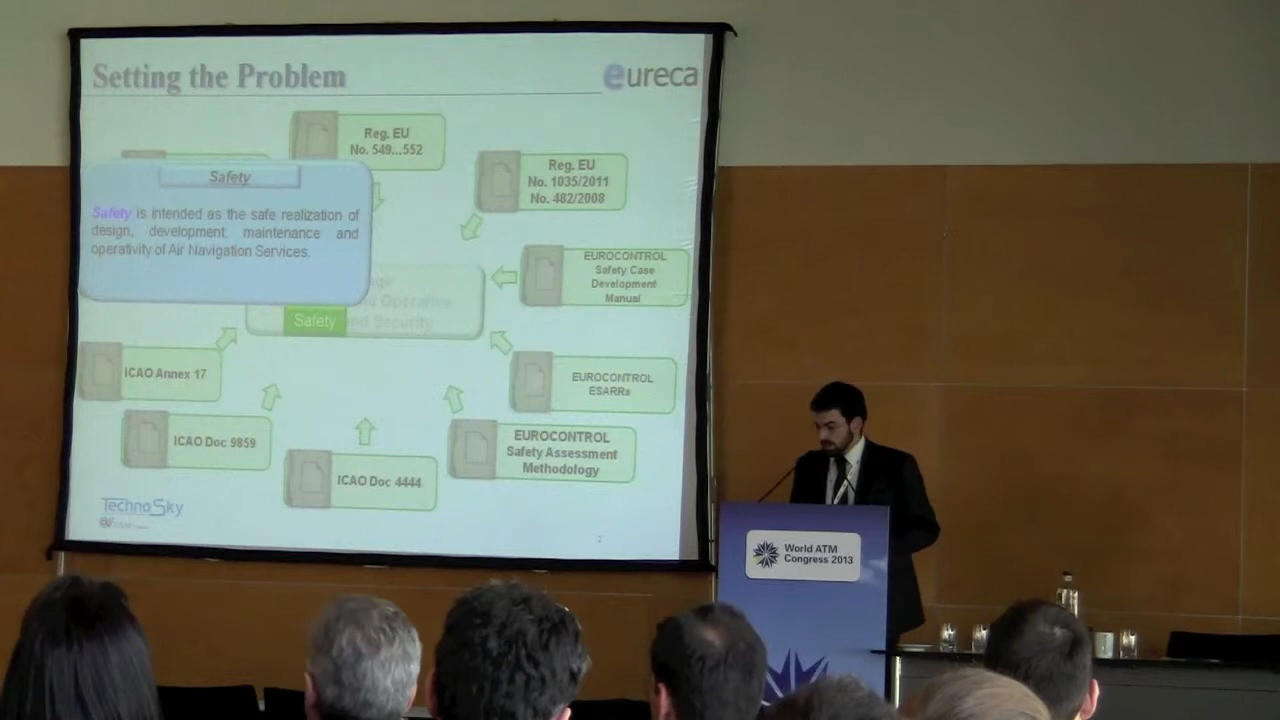 Setting the Problem
eureca
Reg. EU
No. 549...552
Reg. EU
No. 1035/2011
No. 482/2008
Safety
Safety is intended as the safe realization of
design, development, maintenance and
operativity of Air Navigation Services.
EUROCONTROL
Safety Case
Development
Manual
Operative
Safety
Security
ICAO Annex 17
EUROCONTROL
ESARRs
ICAO Doc 9859
EUROCONTROL
Safety Assessment
Methodology
ICAO Doc 4444
TechnoSky
2
World ATM
Congress 2013